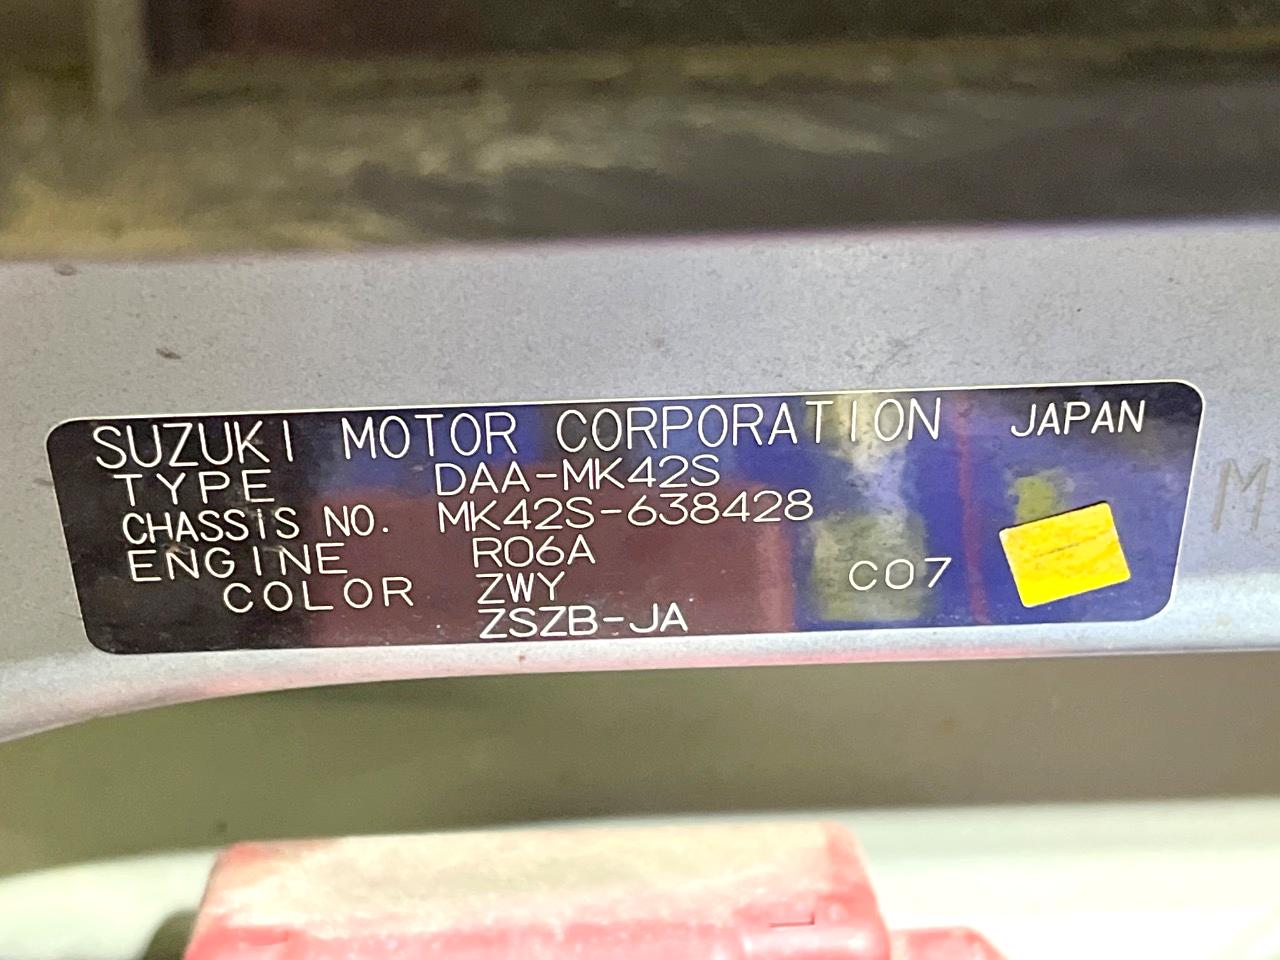 SUZUKI MOTOR CORPORATION JAPAN
TYPE DAA-MK42S
CHASSIS NO. MK42S-638428
ENGINE R06A
COLOR ZWY C07
ZSZB-JA
M